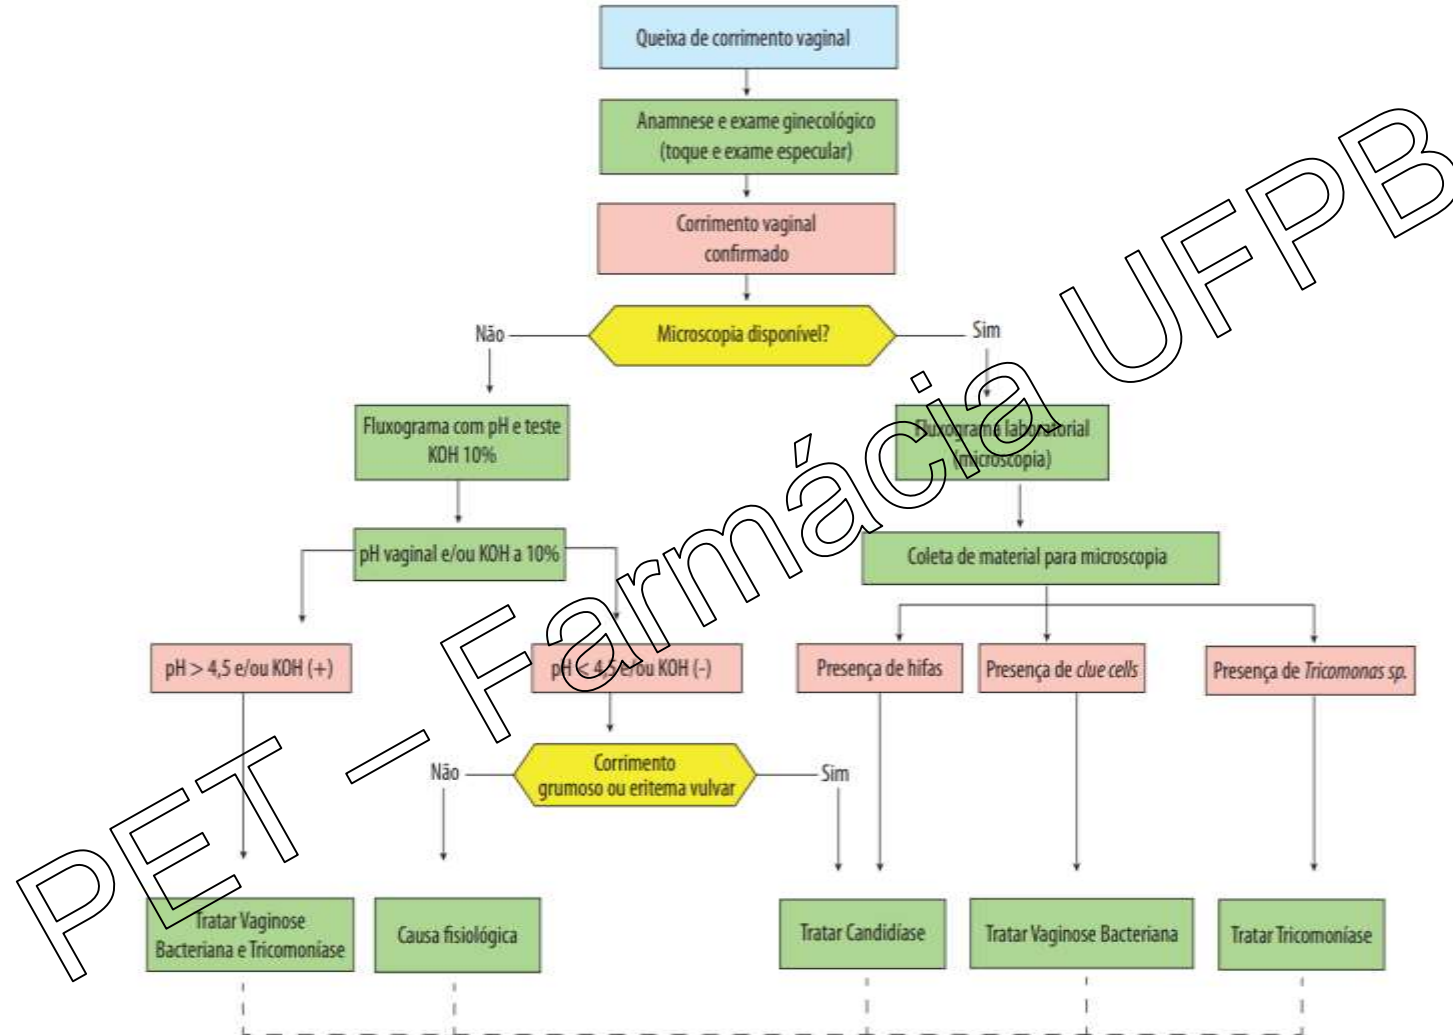 Queixa de corrimento vaginal
Anamnese e exame ginecológico
(toque e exame especular)
Corrimento vaginal
confirmado
Microscopia disponível?
Não
Sim
Fluxograma com pH e teste
KOH 10%
Fluxograma laboratorial
(microscopia)
pH vaginal e/ou KOH a 10%
Coleta de material para microscopia
pH > 4,5 e/ou KOH (+)
pH < 4,5 e/ou KOH (-)
Presença de hifas
Presença de clue cells
Presença de Tricomonas sp.
Não
Corrimento
grumoso ou eritema vulvar
Sim
Tratar Vaginose
Bacteriana e Tricomoníase
Causa fisiológica
Tratar Candidíase
Tratar Vaginose Bacteriana
Tratar Tricomoníase
PET – Farmácia UFPB